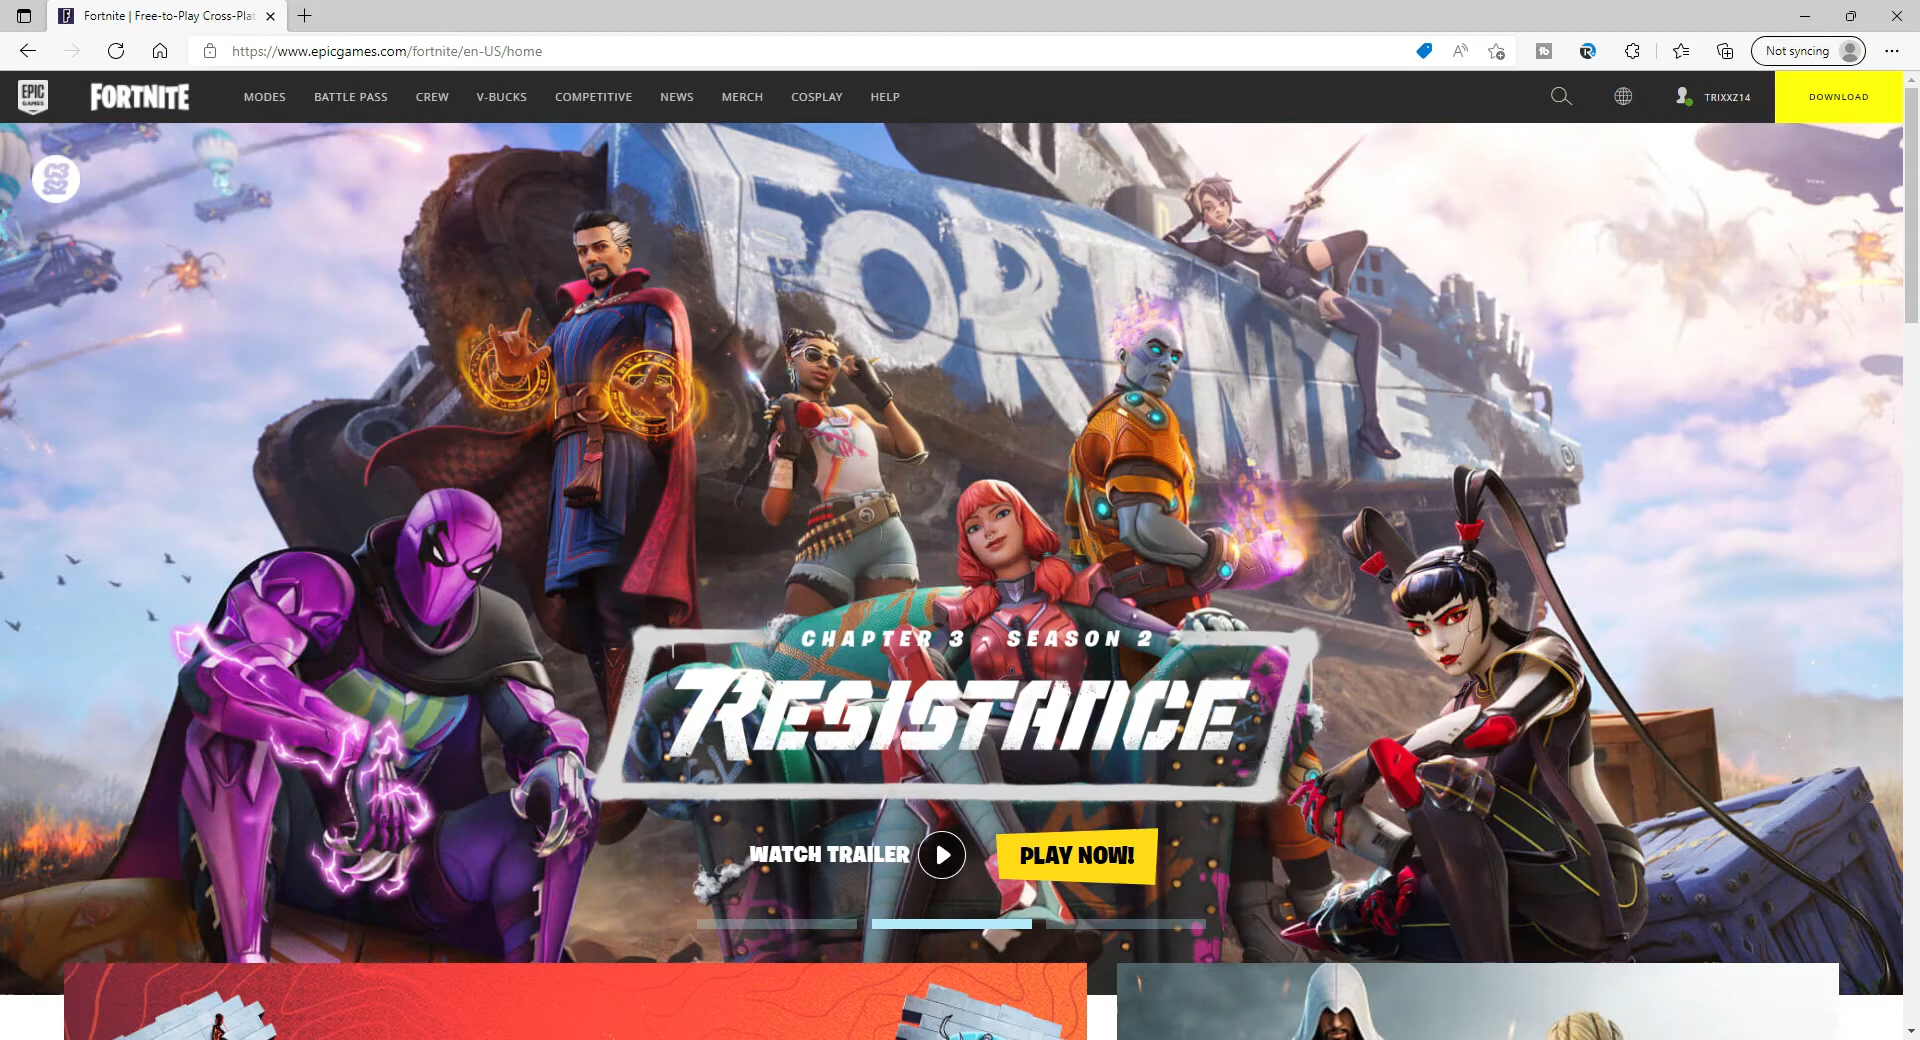 Fortnite | Free-to-Play Cross-Plat
https://www.epicgames.com/fortnite/en-US/home
Not syncing
EPIC
GAMES
FORTNITE
MODES
BATTLE PASS
CREW
V-BUCKS
COMPETITIVE
NEWS
MERCH
COSPLAY
HELP
TRIXXZ14
DOWNLOAD
C3
S2
FORTNITE
CHAPTER 3 - SEASON 2
RESISTANCE
WATCH TRAILER
PLAY NOW!